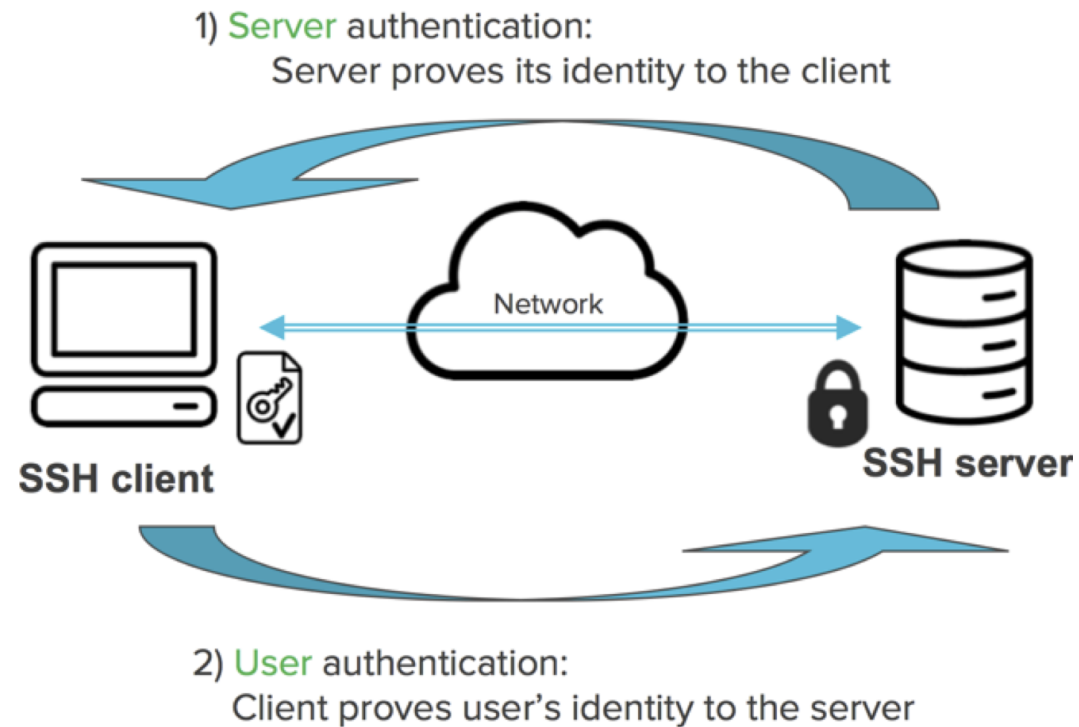 1) Server authentication:
Server proves its identity to the client
Network
SSH client
SSH server
2) User authentication:
Client proves user's identity to the server